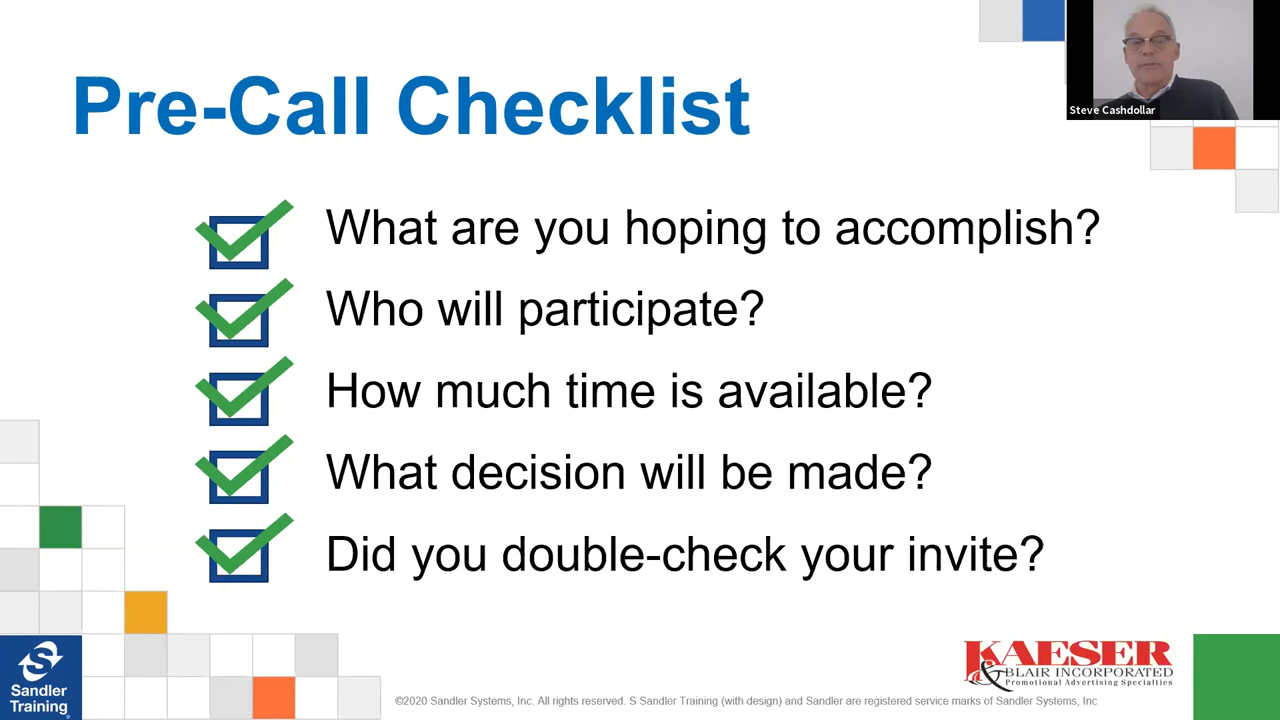 Pre-Call Checklist
Steve Cashdollar
What are you hoping to accomplish?
Who will participate?
How much time is available?
What decision will be made?
Did you double-check your invite?
S
Sandler
Training®
KAESER
& BLAIR INCORPORATED
Promotional Advertising Specialties
©2020 Sandler Systems, Inc. All rights reserved. S Sandler Training (with design) and Sandler are registered service marks of Sandler Systems, Inc